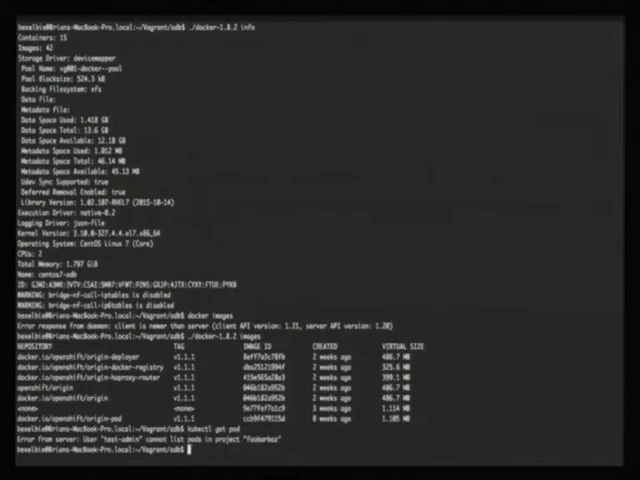 bexelbie@Brians-MacBook-Pro.local:~/Vagrant/adb$ ./docker-1.8.2 info
Containers: 15
Images: 42
Storage Driver: devicemapper
Pool Name: vg001-docker--pool
Pool Blocksize: 524.3 kB
Backing Filesystem: xfs
Data file:
Metadata file:
Data Space Used: 1.418 GB
Data Space Total: 13.6 GB
Data Space Available: 12.18 GB
Metadata Space Used: 1.012 MB
Metadata Space Total: 46.14 MB
Metadata Space Available: 45.13 MB
Udev Sync Supported: true
Deferred Removal Enabled: true
Library Version: 1.02.107-RHEL7 (2015-10-14)
Execution Driver: native-0.2
Logging Driver: json-file
Kernel Version: 3.10.0-327.4.4.el7.x86_64
Operating System: CentOS Linux 7 (Core)
CPUs: 2
Total Memory: 1.797 GiB
Name: centos7-adb
ID:
WARNING: bridge-nf-call-iptables is disabled
WARNING: bridge-nf-call-ip6tables is disabled
bexelbie@Brians-MacBook-Pro.local:~/Vagrant/adb$ docker images
Error response from daemon: client is newer than server (client API version: 1.21, server API version: 1.20)
bexelbie@Brians-MacBook-Pro.local:~/Vagrant/adb$ ./docker-1.8.2 images
REPOSITORY TAG IMAGE ID CREATED VIRTUAL SIZE
docker.io/openshift/origin-deployer v1.1.1 2 weeks ago 486.7 MB
docker.io/openshift/origin-docker-registry v1.1.1 2 weeks ago 325.6 MB
docker.io/openshift/origin-haproxy-router v1.1.1 2 weeks ago 399.1 MB
openshift/origin v1.1.1 2 weeks ago 486.7 MB
docker.io/openshift/origin v1.1.1 2 weeks ago 486.7 MB
<none> <none> 3 weeks ago 1.114 MB
docker.io/openshift/origin-pod v1.1.1 8 weeks ago 1.105 MB
bexelbie@Brians-MacBook-Pro.local:~/Vagrant/adb$ kubectl get pod
Error from server: User "test-admin" cannot list pods in project "foobarbaz"
bexelbie@Brians-MacBook-Pro.local:~/Vagrant/adb$